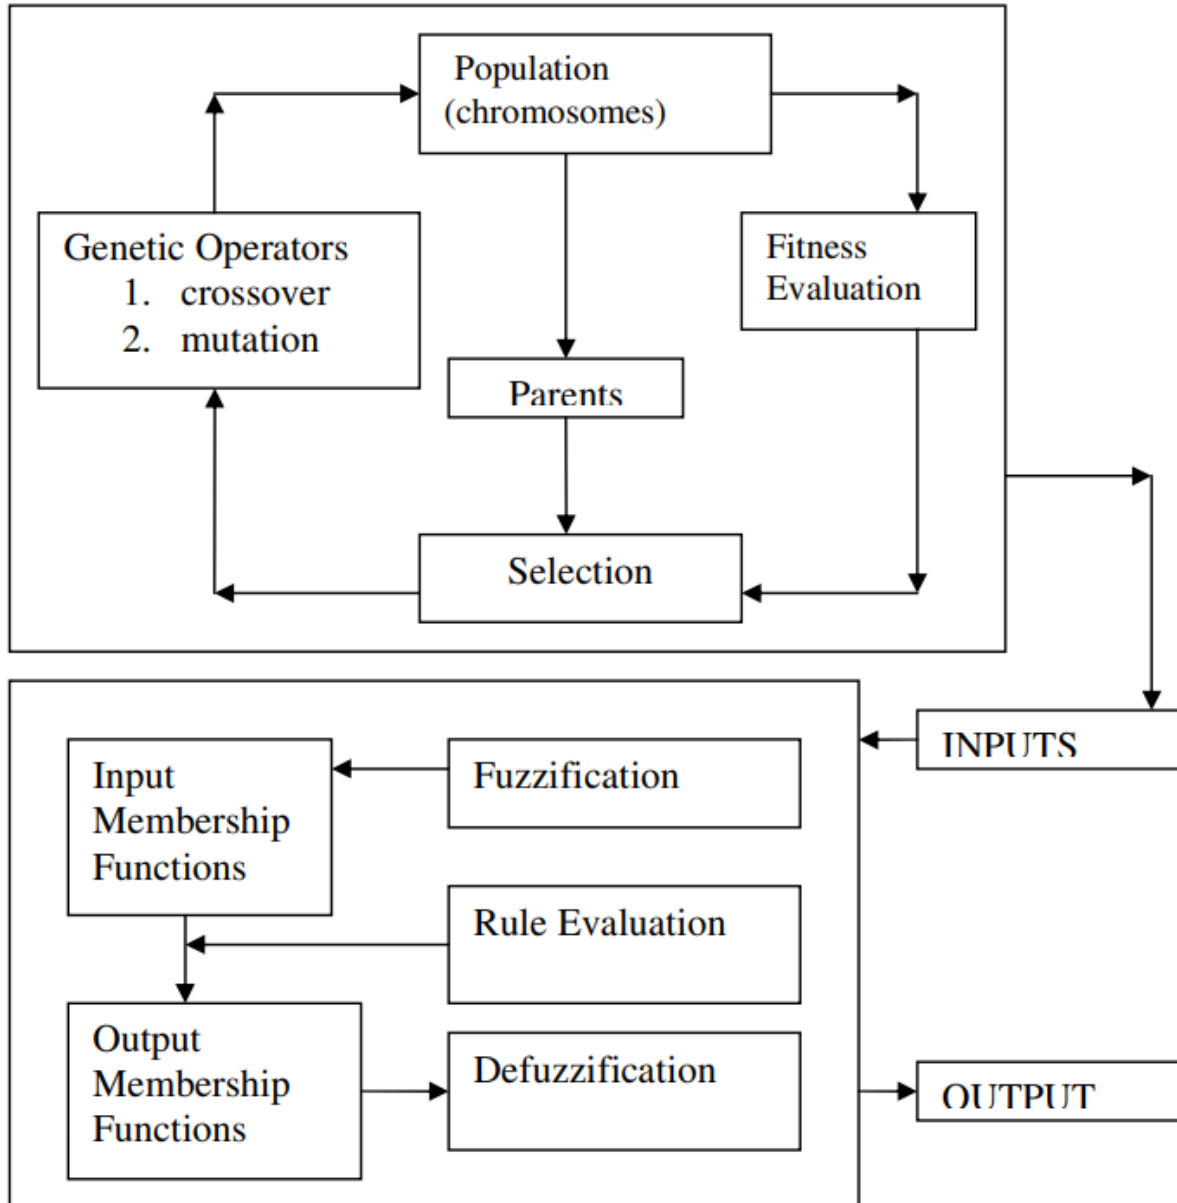 Population
(chromosomes)
Genetic Operators
1. crossover
2. mutation
Fitness
Evaluation
Parents
Selection
INPUTS
Input
Membership
Functions
Fuzzification
Rule Evaluation
Output
Membership
Functions
Defuzzification
OUTPUT